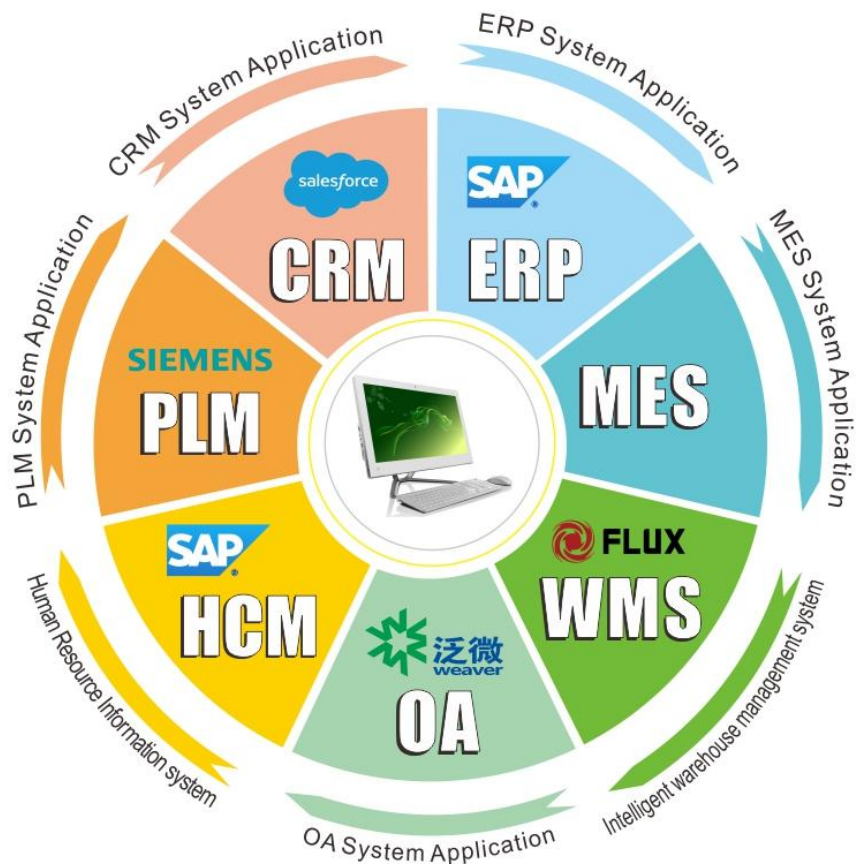 CRM System Application
ERP System Application
MES System Application
Intelligent warehouse management system
OA System Application
Human Resource Information system
PLM System Application
salesforce
CRM
SAP
ERP
MES
FLUX
WMS
泛微
weaver
OA
SAP
HCM
SIEMENS
PLM